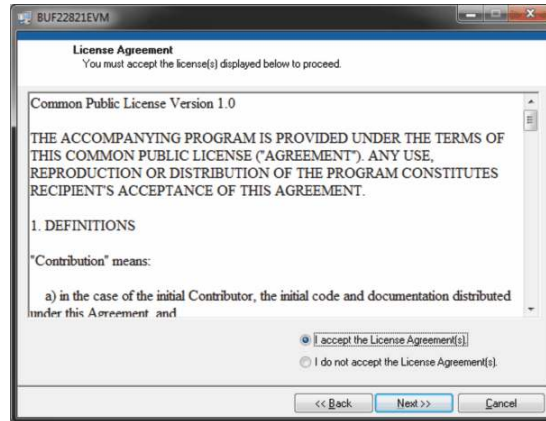 BUF22821EVM
License Agreement
You must accept the license(s) displayed below to proceed.
Common Public License Version 1.0
THE ACCOMPANYING PROGRAM IS PROVIDED UNDER THE TERMS OF
THIS COMMON PUBLIC LICENSE ("AGREEMENT"). ANY USE,
REPRODUCTION OR DISTRIBUTION OF THE PROGRAM CONSTITUTES
RECIPIENT'S ACCEPTANCE OF THIS AGREEMENT.
1. DEFINITIONS
"Contribution" means:
a) in the case of the initial Contributor, the initial code and documentation distributed
under this Agreement, and
I accept the License Agreement(s).
I do not accept the License Agreement(s).
<< Back Next >> Cancel